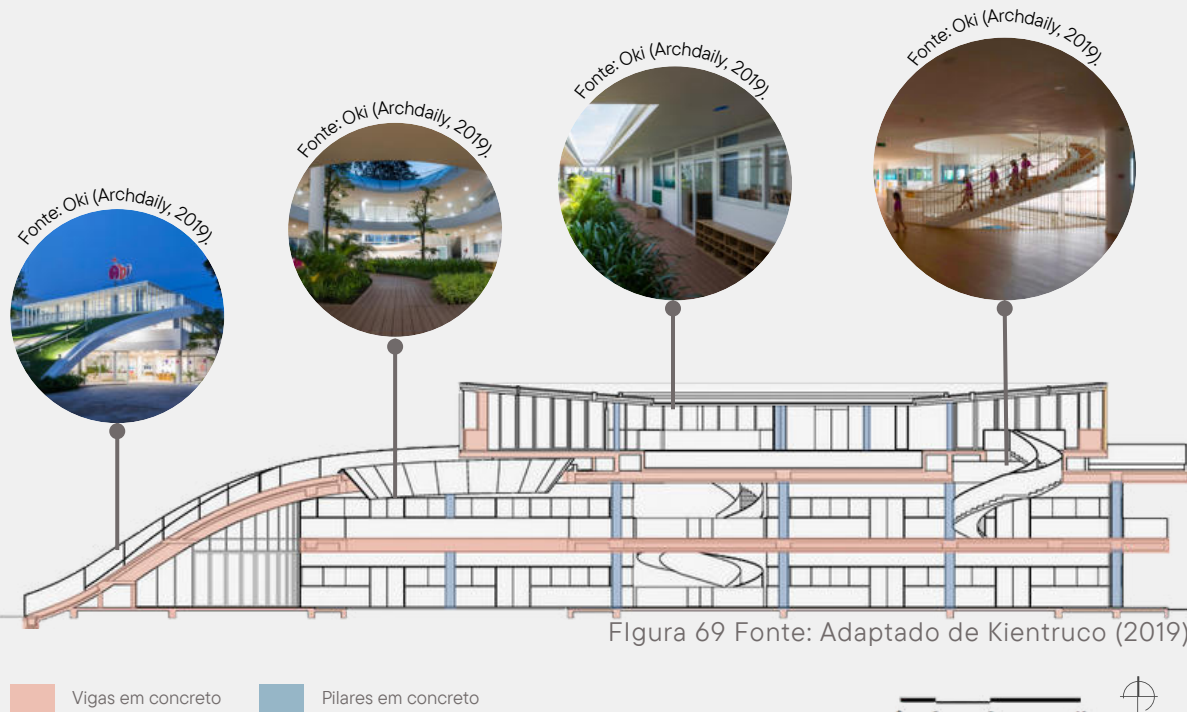 Fonte: Oki (Archdaily, 2019).
Fonte: Oki (Archdaily, 2019).
Fonte: Oki (Archdaily, 2019).
Fonte: Oki (Archdaily, 2019).
FIgura 69 Fonte: Adaptado de Kientruco (2019)
Vigas em concreto
Pilares em concreto